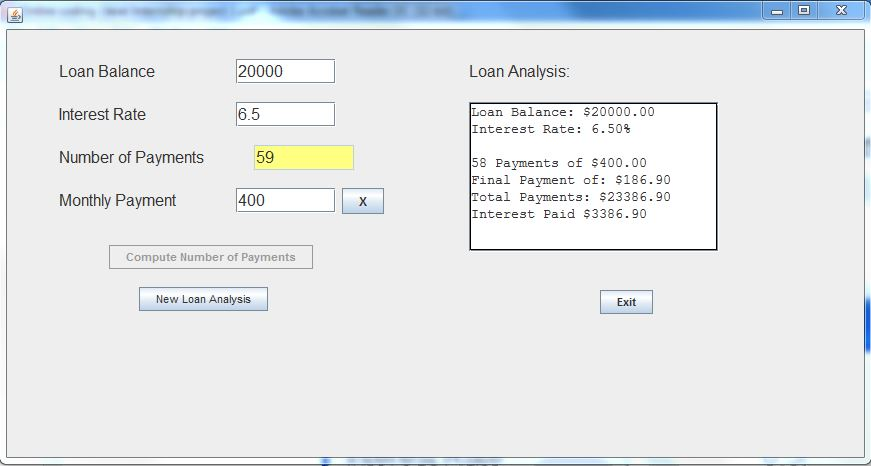 Loan Balance 20000
Interest Rate 6.5
Number of Payments 59
Monthly Payment 400 X
Compute Number of Payments
New Loan Analysis
Loan Analysis:
Loan Balance: $20000.00
Interest Rate: 6.50%
58 Payments of $400.00
Final Payment of: $186.90
Total Payments: $23386.90
Interest Paid $3386.90
Exit